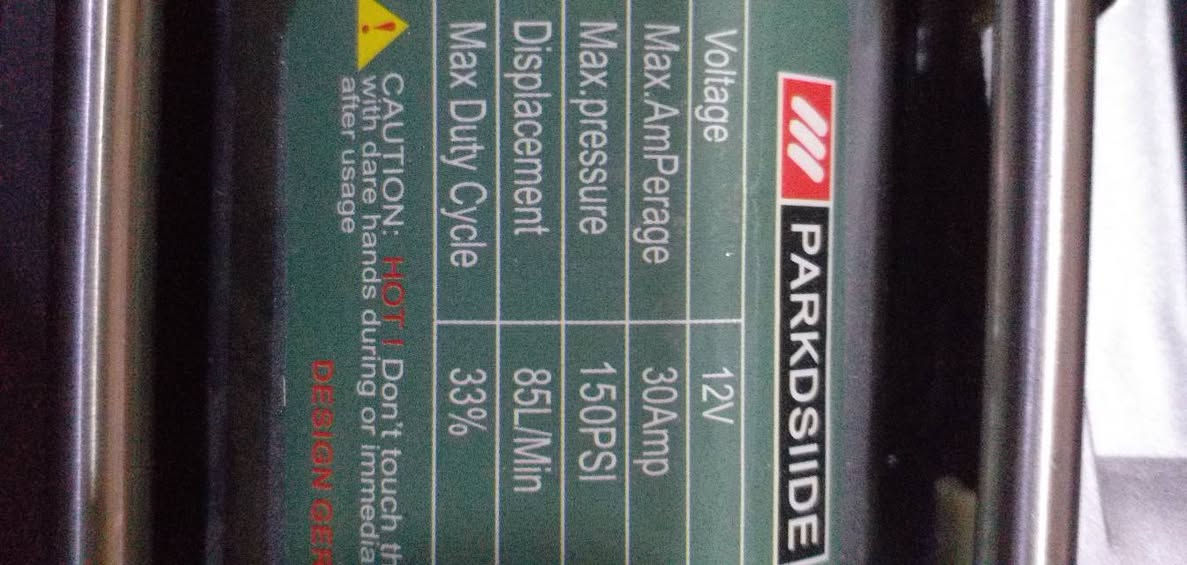 PARKDSIIDE
Voltage 12V
Max.AmPerage 30Amp
Max.pressure 150PSI
Displacement 85L/Min
Max Duty Cycle 33%
CAUTION: HOT ! Don't touch th
with dare hands during or immedia
after usage
DESIGN GER